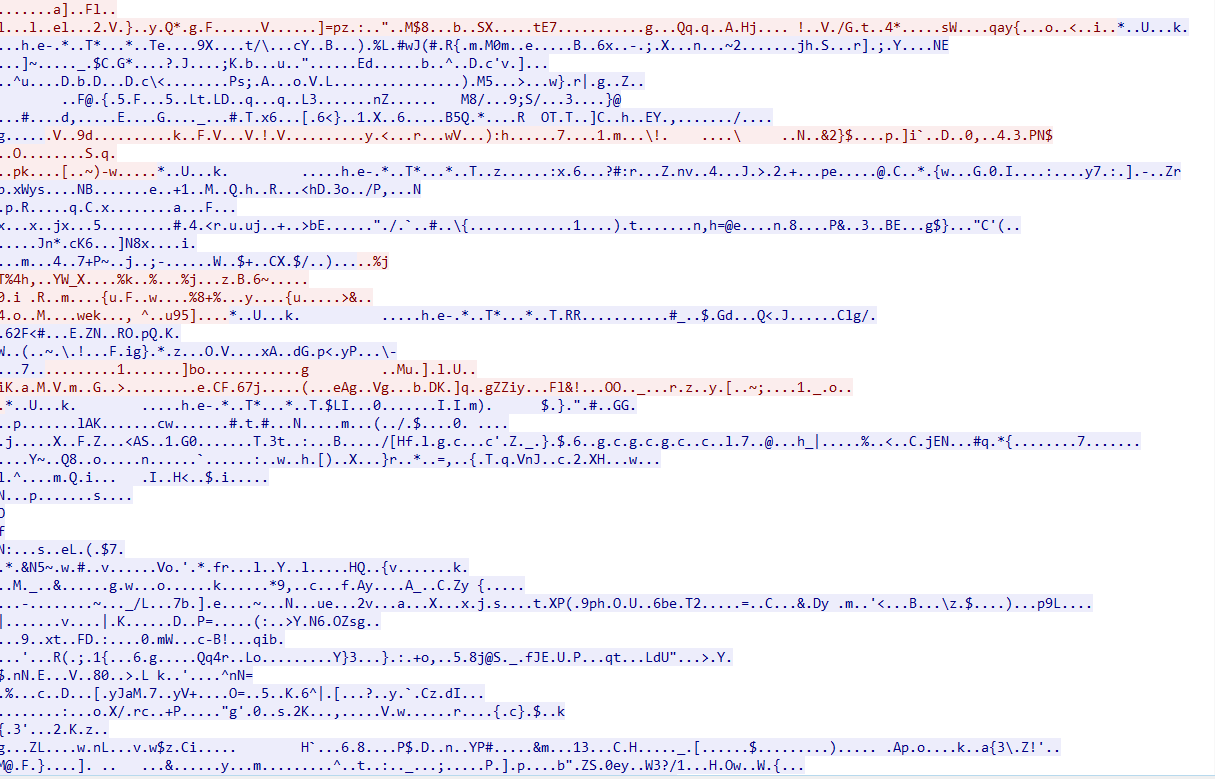 .......a]..Fl..
l...l..el...2.V.}..y.Q*.g.F......V......]=pz.:.."..M$8...b..SX.....tE7...........g...Qq.q..A.Hj.... !..V./G.t..4*.....sW....qay{...o..<..i..*..U...k.
...h.e-.*..T*...*..Te....9X....t/\...cY..B...).%L.#wJ(#.R{.m.M0m..e.....B..6x..-.;.X...n...~2.......jh.S...r].;.Y....NE
...]~....._.$C.G*....?.J....;K.b...u.."......Ed......b..^..D.c'v.]...
..^u....D.b.D...D.c\<........Ps;.A...o.V.L................).M5...>...w}.r|.g..Z..
..F@.{.5.F...5..Lt.LD..q...q..L3.......nZ...... M8/...9;S/...3....}@
...#....d,.....E....G...._...#.T.x6...[.6<}..1.X..6.....B5Q.*....R  OT.T..]C..h..EY.,......./....
g......V..9d..........k..F.V...V.!.V..........y.<...r...wV...):h......7....1.m...\!.    ....\     ..N..&2}$....p.]i`..D..0,..4.3.PN$
..O........S.q.
..pk....[..~)-w.....*..U...k.         .....h.e-.*..T*...*..T..z......:x.6...?#:r...Z.nv..4...J.>.2.+...pe.....@.C..*.{w...G.0.I....:....y7.:.].-..Zr
p.xWys....NB.......e..+1..M..Q.h..R...<hD.3o../P,...N
.p.R.....q.C.x........a...F...
x...x..jx...5.........#.4.<r.u.uj..+..>bE......"./.`..#..\{.............1....).t.......n,h=@e....n.8....P&..3..BE...g$}..."C'(..
.....Jn*.cK6...]N8x....i.
...m...4..7+P~..j..;-......W..$+..CX.$/..).....%j
T%4h,..YW_X....%k..%...%j...z.B.6~.....
0.i .R..m....{u.F..w....%8+%...y....{u.....>&..
4.o..M....wek..., ^..u95]....*..U...k.          .....h.e-.*..T*...*..T.RR...........#_..$.Gd...Q<.J......Clg/.
.62F<#...E.ZN..RO.pQ.K.
W..(..~.\.!...F.ig}.*.z...O.V....xA..dG.p<.yP...\-
...7..........1.......]bo............g         ..Mu.].l.U..
iK.a.M.V.m..G..>.........e.CF.67j.....(...eAg..Vg...b.DK.]q..gZZiy...Fl&!...OO.._...r.z..y.[..~;....1._.o..
.*..U...k.        .....h.e-.*..T*...*..T.$LI...0.......I.I.m).      $.}.".#..GG.
..p.......lAK.......cw.......#.t.#...N.....m...(../.$....0. ....
.j.....X..F.Z...<AS..1.G0.......T.3t..:...B...../[Hf.l.g.c...c'.Z._.}.$.6..g.c.g.c.g.c..c..l.7..@...h_|.....%..<..C.jEN...#q.*{........7.......
....Y~..Q8..o.....n......`......:..w..h.[)..X...}r..*..=,..{.T.q.VnJ..c.2.XH...w...
l.^....m.Q.i...   .I..H<..$.i.....
N...p.......s....
O
f
N:...s..eL.(.$7.
.*.&N5~.w.#..v......Vo.'.*.fr...l..Y..l.....HQ..{v.......k.
..M._..&......g.w...o......k......*9,..c...f.Ay....A_..C.Zy {.....
...-........~..._/L...7b.].e....~...N...ue...2v...a...X...x.j.s....t.XP(.9ph.O.U..6be.T2.....=..C...&.Dy .m..'<...B...\z.$....)...p9L....
|.......v....|.K......D..P=.....(:..>Y.N6.OZsg..
...9..xt..FD.:....0.mW...c-B!...qib.
...'...R(.;.1{...6.g.....Qq4r..Lo.........Y}3...}.:.+o,..5.8j@S._.fJE.U.P...qt...LdU"...>.Y.
$.nN.E...V..80..>.L k..'....^nN=
.%...c..D...[.yJaM.7..yV+....O=..5..K.6^|.[...?..y.`.Cz.dI...
........:...o.X/.rc..+P....."g'.0..s.2K...,.....V.w......r....{.c}.$..k
{.3'...2.K.z..
g...ZL....w.nL...v.w$z.Ci.....        H`...6.8....P$.D..n..YP#.....&m...13...C.H....._.[.....$.........)..... .Ap.o....k..a{3\.Z!'..
M@.F.}....]. ..     ...&......y...m........^..t..:.._...;.....P.].p....b".ZS.0ey..W3?/1...H.Ow..W.{...